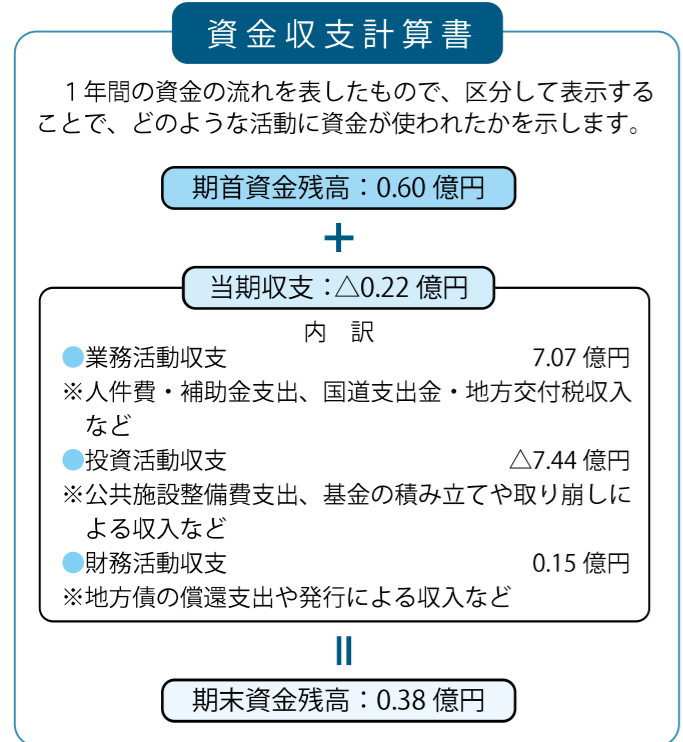 資金収支計算書
１年間の資金の流れを表したもので、区分して表示する
ことで、どのような活動に資金が使われたかを示します。
期首資金残高：0.60 億円
＋
当期収支：△0.22 億円
内　訳
●業務活動収支　7.07 億円
※人件費・補助金支出、国道支出金・地方交付税収入
など
●投資活動収支　△7.44 億円
※公共施設整備費支出、基金の積み立てや取り崩しに
よる収入など
●財務活動収支　0.15 億円
※地方債の償還支出や発行による収入など
＝
期末資金残高：0.38 億円